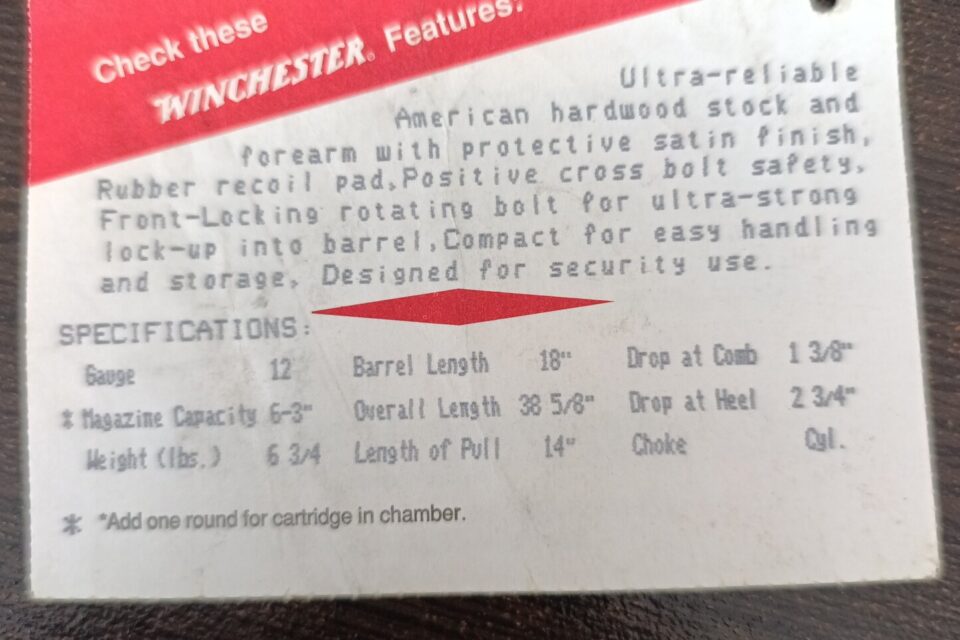 Check these
WINCHESTER® Features:
Ultra-reliable
American hardwood stock and
forearm with protective satin finish,
Rubber recoil pad,Positive cross bolt safety,
Front-Locking rotating bolt for ultra-strong
lock-up into barrel,Compact for easy handling
and storage, Designed for security use.
SPECIFICATIONS:
Gauge 12 Barrel Length 18" Drop at Comb 1 3/8"
* Magazine Capacity 6-3" Overall Length 38 5/8" Drop at Heel 2 3/4"
Weight (lbs.) 6 3/4 Length of Pull 14" Choke Cyl.
* *Add one round for cartridge in chamber.